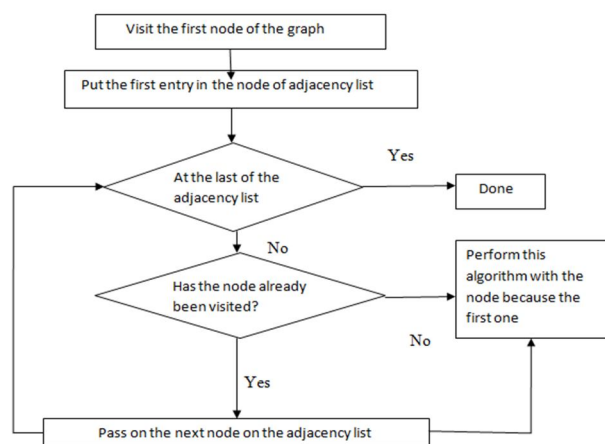 Visit the first node of the graph
Put the first entry in the node of adjacency list
At the last of the
adjacency list
Yes
Done
No
Has the node already
been visited?
Perform this
algorithm with the
node because the
first one
No
Yes
Pass on the next node on the adjacency list